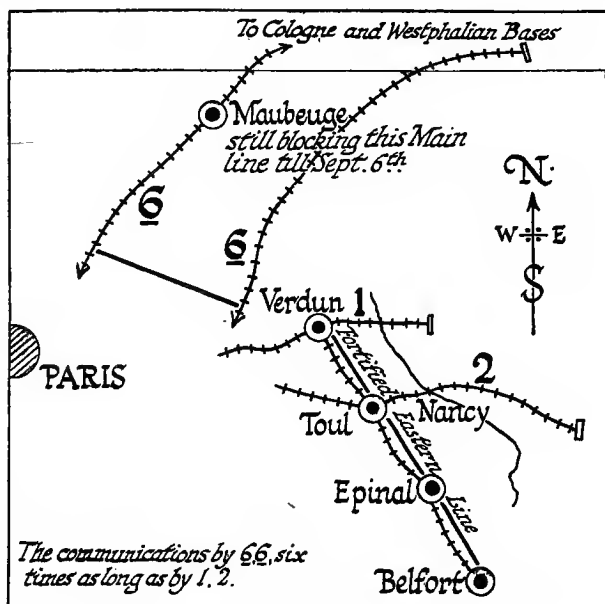 To Cologne and Westphalian Bases
Maubeuge
still blocking this Main
line till Sept. 6th
N.
W E
S
6
6
Verdun 1
PARIS
Fortified Eastern Line
2
Toul
Nancy
Epinal
Belfort
The communications by 6,6, six
times as long as by 1, 2.